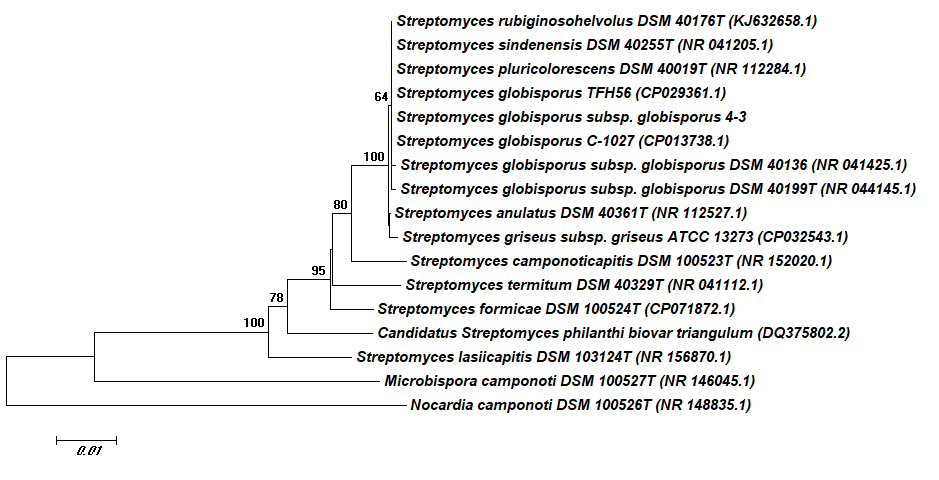 Streptomyces rubiginosohelvolus DSM 40176T (KJ632658.1)
Streptomyces sindenensis DSM 40255T (NR 041205.1)
Streptomyces pluricolorescens DSM 40019T (NR 112284.1)
64
Streptomyces globisporus TFH56 (CP029361.1)
Streptomyces globisporus subsp. globisporus 4-3
Streptomyces globisporus C-1027 (CP013738.1)
100
Streptomyces globisporus subsp. globisporus DSM 40136 (NR 041425.1)
Streptomyces globisporus subsp. globisporus DSM 40199T (NR 044145.1)
80
Streptomyces anulatus DSM 40361T (NR 112527.1)
Streptomyces griseus subsp. griseus ATCC 13273 (CP032543.1)
Streptomyces camponoticapitis DSM 100523T (NR 152020.1)
95
Streptomyces termitum DSM 40329T (NR 041112.1)
78
Streptomyces formicae DSM 100524T (CP071872.1)
100
Candidatus Streptomyces philanthi biovar triangulum (DQ375802.2)
Streptomyces lasiicapitis DSM 103124T (NR 156870.1)
Microbispora camponoti DSM 100527T (NR 146045.1)
Nocardia camponoti DSM 100526T (NR 148835.1)
0.01